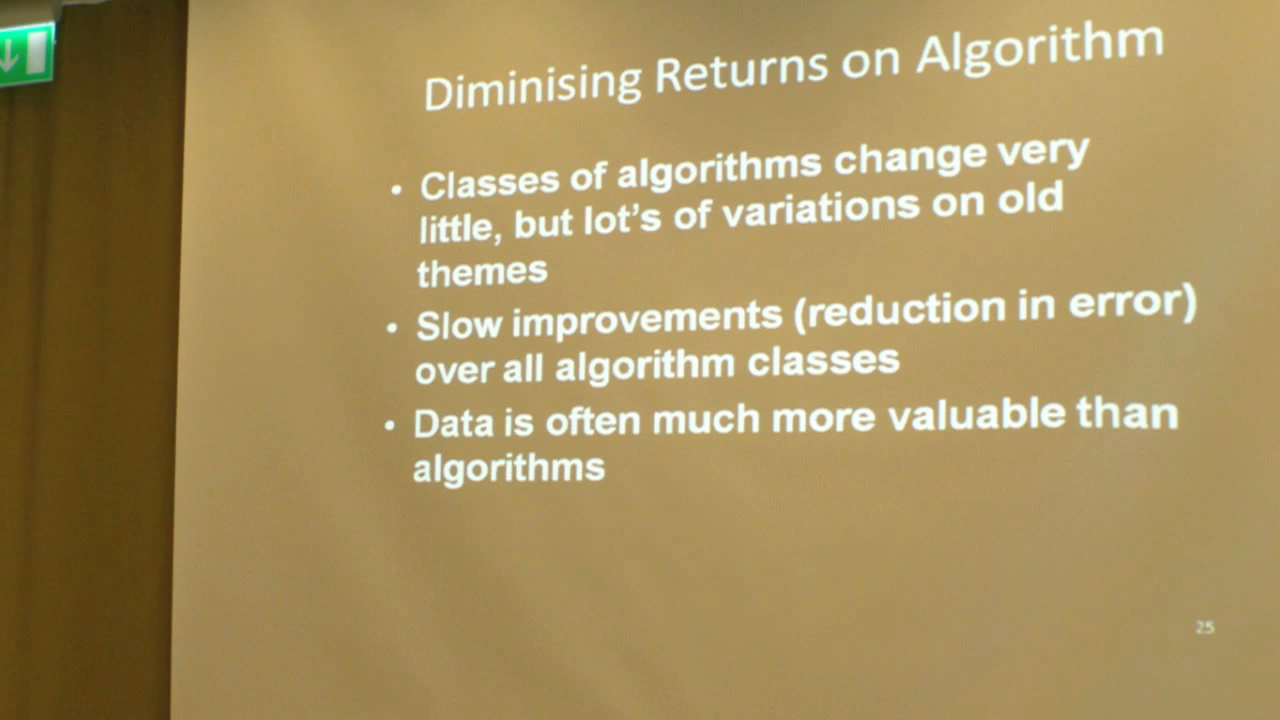 Diminising Returns on Algorithm
• Classes of algorithms change very
little, but lot's of variations on old
themes
• Slow improvements (reduction in error)
over all algorithm classes
• Data is often much more valuable than
algorithms
25